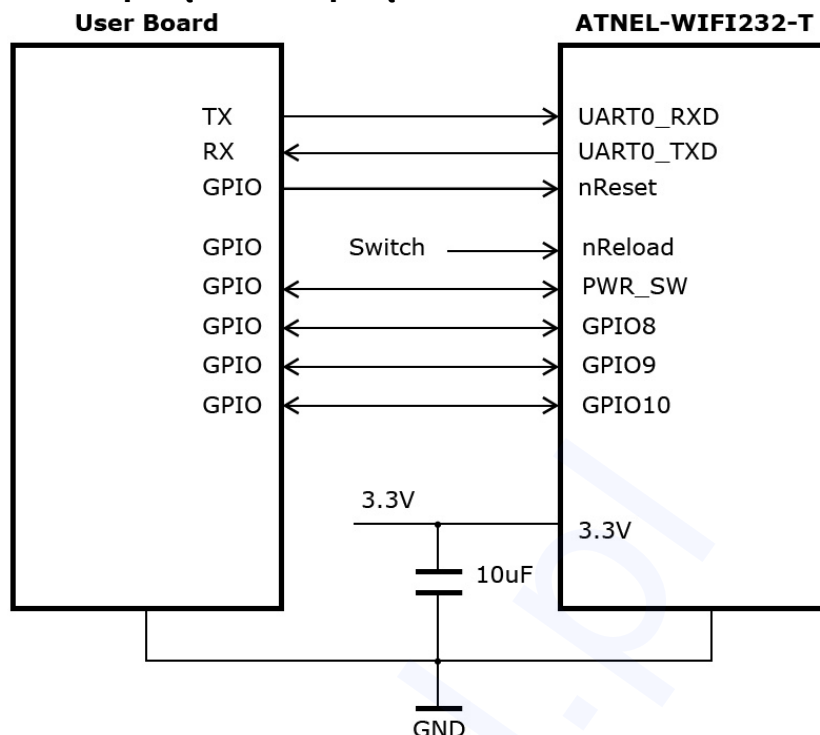 User Board
ATNEL-WIFI232-T
TX
UART0_RXD
RX
UART0_TXD
GPIO
nReset
GPIO
Switch
nReload
GPIO
PWR_SW
GPIO
GPIO8
GPIO
GPIO9
GPIO
GPIO10
3.3V
3.3V
10uF
GND